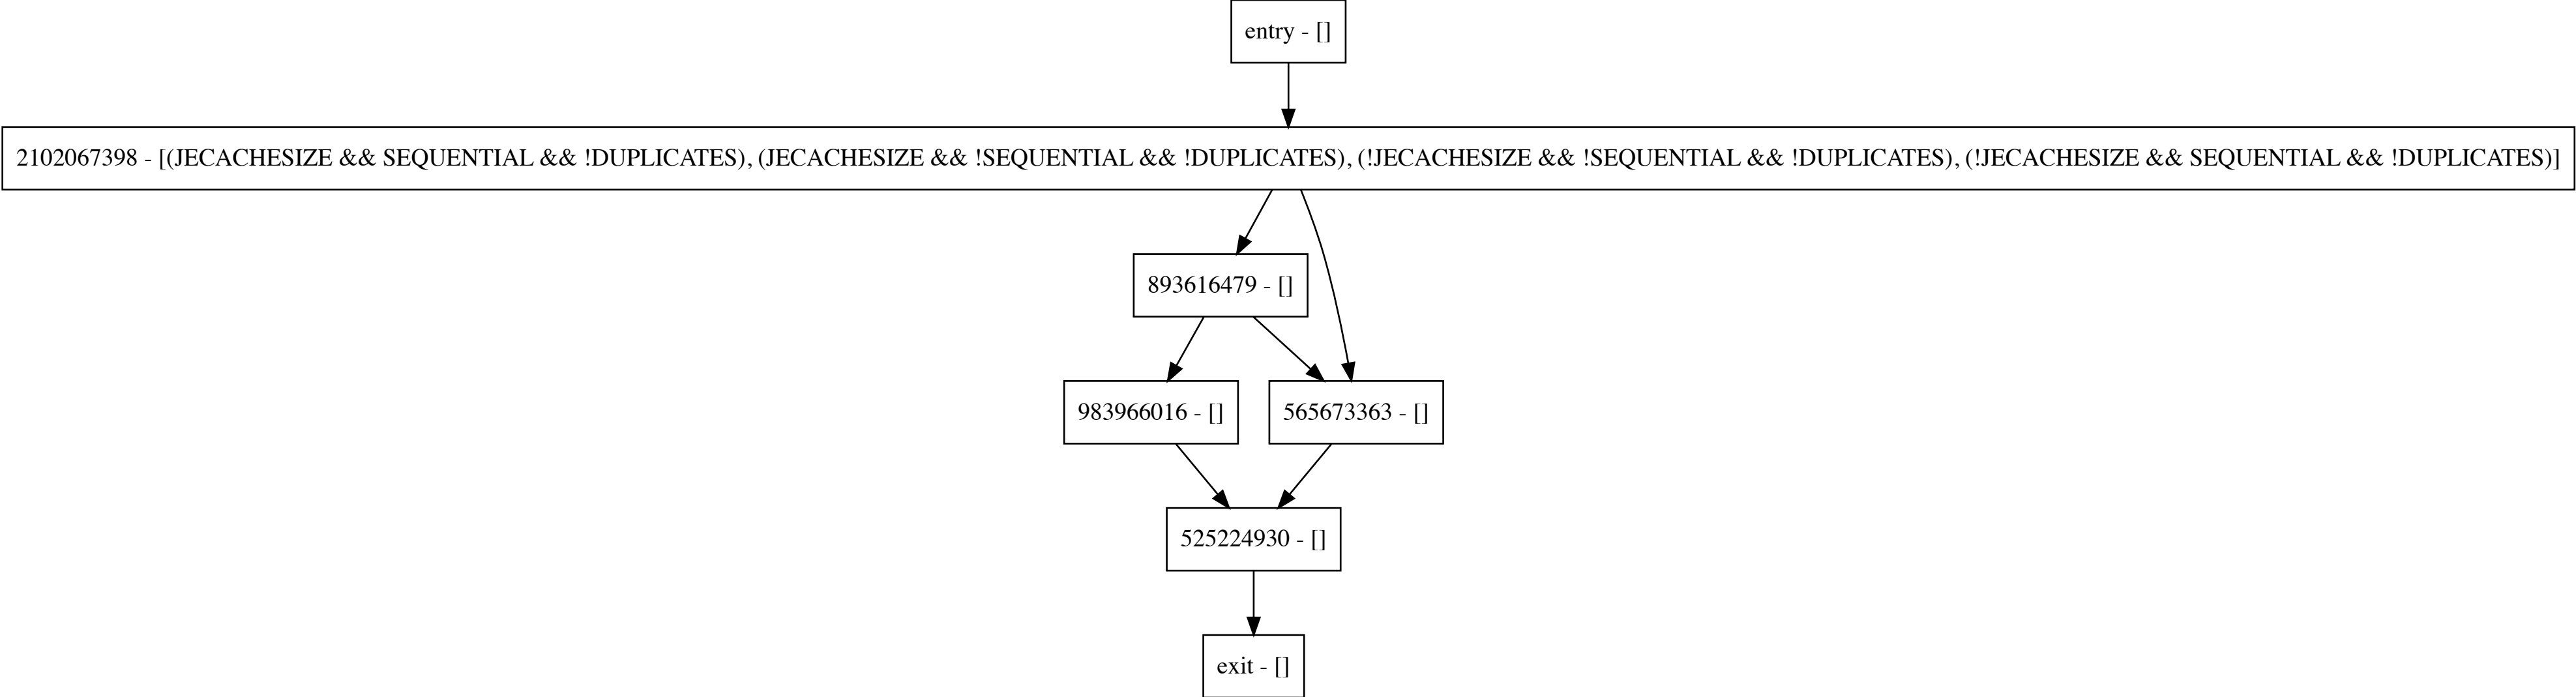 entry - []
2102067398 - [(JECACHESIZE && SEQUENTIAL && !DUPLICATES), (JECACHESIZE && !SEQUENTIAL && !DUPLICATES), (!JECACHESIZE && !SEQUENTIAL && !DUPLICATES), (!JECACHESIZE && SEQUENTIAL && !DUPLICATES)]
893616479 - []
983966016 - []
565673363 - []
525224930 - []
exit - []